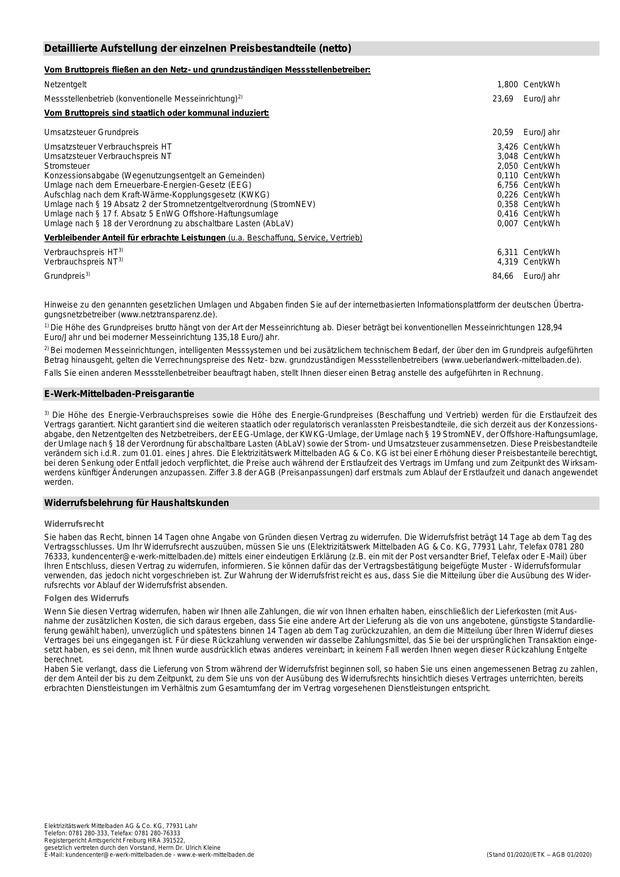 Detaillierte Aufstellung der einzelnen Preisbestandteile (netto)
Vom Bruttopreis fließen an den Netz- und grundzuständigen Messstellenbetreiber:
Netzentgelt 1,800 Cent/kWh
Messstellenbetrieb (konventionelle Messeinrichtung)2) 23,69 Euro/Jahr
Vom Bruttopreis sind staatlich oder kommunal induziert:
Umsatzsteuer Grundpreis 20,59 Euro/Jahr
Umsatzsteuer Verbrauchspreis HT 3,426 Cent/kWh
Umsatzsteuer Verbrauchspreis NT 3,048 Cent/kWh
Stromsteuer 2,050 Cent/kWh
Konzessionsabgabe (Wegenutzungsentgelt an Gemeinden) 0,110 Cent/kWh
Umlage nach dem Erneuerbare-Energien-Gesetz (EEG) 6,756 Cent/kWh
Aufschlag nach dem Kraft-Wärme-Kopplungsgesetz (KWKG) 0,226 Cent/kWh
Umlage nach § 19 Absatz 2 der Stromnetzentgeltverordnung (StromNEV) 0,358 Cent/kWh
Umlage nach § 17 f. Absatz 5 EnWG Offshore-Haftungsumlage 0,416 Cent/kWh
Umlage nach § 18 der Verordnung zu abschaltbare Lasten (AbLaV) 0,007 Cent/kWh
Verbleibender Anteil für erbrachte Leistungen (u.a. Beschaffung, Service, Vertrieb)
Verbrauchspreis HT3) 6,311 Cent/kWh
Verbrauchspreis NT3) 4,319 Cent/kWh
Grundpreis3) 84,66 Euro/Jahr
Hinweise zu den genannten gesetzlichen Umlagen und Abgaben finden Sie auf der internetbasierten Informationsplattform der deutschen Übertra-
gungsnetzbetreiber (www.netztransparenz.de).
1) Die Höhe des Grundpreises brutto hängt von der Art der Messeinrichtung ab. Dieser beträgt bei konventionellen Messeinrichtungen 128,94
Euro/Jahr und bei moderner Messeinrichtung 135,18 Euro/Jahr.
2) Bei modernen Messeinrichtungen, intelligenten Messsystemen und bei zusätzlichem technischem Bedarf, der über den im Grundpreis aufgeführten
Betrag hinausgeht, gelten die Verrechnungspreise des Netz- bzw. grundzuständigen Messstellenbetreibers (www.ueberlandwerk-mittelbaden.de).
Falls Sie einen anderen Messstellenbetreiber beauftragt haben, stellt Ihnen dieser einen Betrag anstelle des aufgeführten in Rechnung.
E-Werk-Mittelbaden-Preisgarantie
3) Die Höhe des Energie-Verbrauchspreises sowie die Höhe des Energie-Grundpreises (Beschaffung und Vertrieb) werden für die Erstlaufzeit des
Vertrags garantiert. Nicht garantiert sind die weiteren staatlich oder regulatorisch veranlassten Preisbestandteile, die sich derzeit aus der Konzessions-
abgabe, den Netzentgelten des Netzbetreibers, der EEG-Umlage, der KWKG-Umlage, der Umlage nach § 19 StromNEV, der Offshore-Haftungsumlage,
der Umlage nach § 18 der Verordnung für abschaltbare Lasten (AbLaV) sowie der Strom- und Umsatzsteuer zusammensetzen. Diese Preisbestandteile
verändern sich i.d.R. zum 01.01. eines Jahres. Die Elektrizitätswerk Mittelbaden AG & Co. KG ist bei einer Erhöhung dieser Preisbestanteile berechtigt,
bei deren Senkung oder Entfall jedoch verpflichtet, die Preise auch während der Erstlaufzeit des Vertrags im Umfang und zum Zeitpunkt des Wirksam-
werdens künftiger Änderungen anzupassen. Ziffer 3.8 der AGB (Preisanpassungen) darf erstmals zum Ablauf der Erstlaufzeit und danach angewendet
werden.
Widerrufsbelehrung für Haushaltskunden
Widerrufsrecht
Sie haben das Recht, binnen 14 Tagen ohne Angabe von Gründen diesen Vertrag zu widerrufen. Die Widerrufsfrist beträgt 14 Tage ab dem Tag des
Vertragsschlusses. Um Ihr Widerrufsrecht auszuüben, müssen Sie uns (Elektrizitätswerk Mittelbaden AG & Co. KG, 77931 Lahr, Telefax 0781 280
76333, kundencenter@e-werk-mittelbaden.de) mittels einer eindeutigen Erklärung (z.B. ein mit der Post versandter Brief, Telefax oder E-Mail) über
Ihren Entschluss, diesen Vertrag zu widerrufen, informieren. Sie können dafür das der Vertragsbestätigung beigefügte Muster - Widerrufsformular
verwenden, das jedoch nicht vorgeschrieben ist. Zur Wahrung der Widerrufsfrist reicht es aus, dass Sie die Mitteilung über die Ausübung des Wider-
rufsrechts vor Ablauf der Widerrufsfrist absenden.
Folgen des Widerrufs
Wenn Sie diesen Vertrag widerrufen, haben wir Ihnen alle Zahlungen, die wir von Ihnen erhalten haben, einschließlich der Lieferkosten (mit Aus-
nahme der zusätzlichen Kosten, die sich daraus ergeben, dass Sie eine andere Art der Lieferung als die von uns angebotene, günstigste Standardlie-
ferung gewählt haben), unverzüglich und spätestens binnen 14 Tagen ab dem Tag zurückzuzahlen, an dem die Mitteilung über Ihren Widerruf dieses
Vertrages bei uns eingegangen ist. Für diese Rückzahlung verwenden wir dasselbe Zahlungsmittel, das Sie bei der ursprünglichen Transaktion einge-
setzt haben, es sei denn, mit Ihnen wurde ausdrücklich etwas anderes vereinbart; in keinem Fall werden Ihnen wegen dieser Rückzahlung Entgelte
berechnet.
Haben Sie verlangt, dass die Lieferung von Strom während der Widerrufsfrist beginnen soll, so haben Sie uns einen angemessenen Betrag zu zahlen,
der dem Anteil der bis zu dem Zeitpunkt, zu dem Sie uns von der Ausübung des Widerrufsrechts hinsichtlich dieses Vertrages unterrichten, bereits
erbrachten Dienstleistungen im Verhältnis zum Gesamtumfang der im Vertrag vorgesehenen Dienstleistungen entspricht.
Elektrizitätswerk Mittelbaden AG & Co. KG, 77931 Lahr
Telefon: 0781 280-333, Telefax: 0781 280-76333
Registergericht Amtsgericht Freiburg HRA 391522,
gesetzlich vertreten durch den Vorstand, Herrn Dr. Ulrich Kleine
E-Mail: kundencenter@e-werk-mittelbaden.de - www.e-werk-mittelbaden.de (Stand 01/2020//ETK – AGB 01/2020)